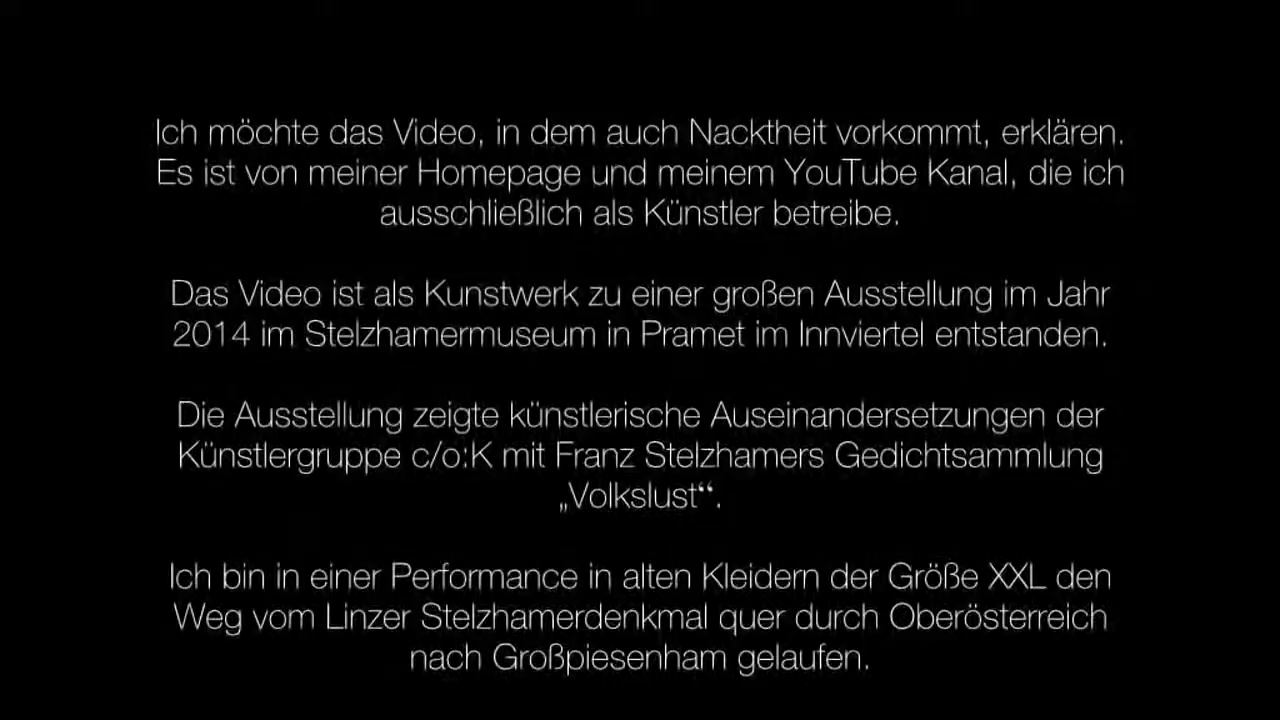 Ich möchte das Video, in dem auch Nacktheit vorkommt, erklären.
Es ist von meiner Homepage und meinem YouTube Kanal, die ich
ausschließlich als Künstler betreibe.
Das Video ist als Kunstwerk zu einer großen Ausstellung im Jahr
2014 im Stelzhamermuseum in Pramet im Innviertel entstanden.
Die Ausstellung zeigte künstlerische Auseinandersetzungen der
Künstlergruppe c/o:K mit Franz Stelzhamers Gedichtsammlung
„Volkslust“.
Ich bin in einer Performance in alten Kleidern der Größe XXL den
Weg vom Linzer Stelzhamerdenkmal quer durch Oberösterreich
nach Großpiesenham gelaufen.